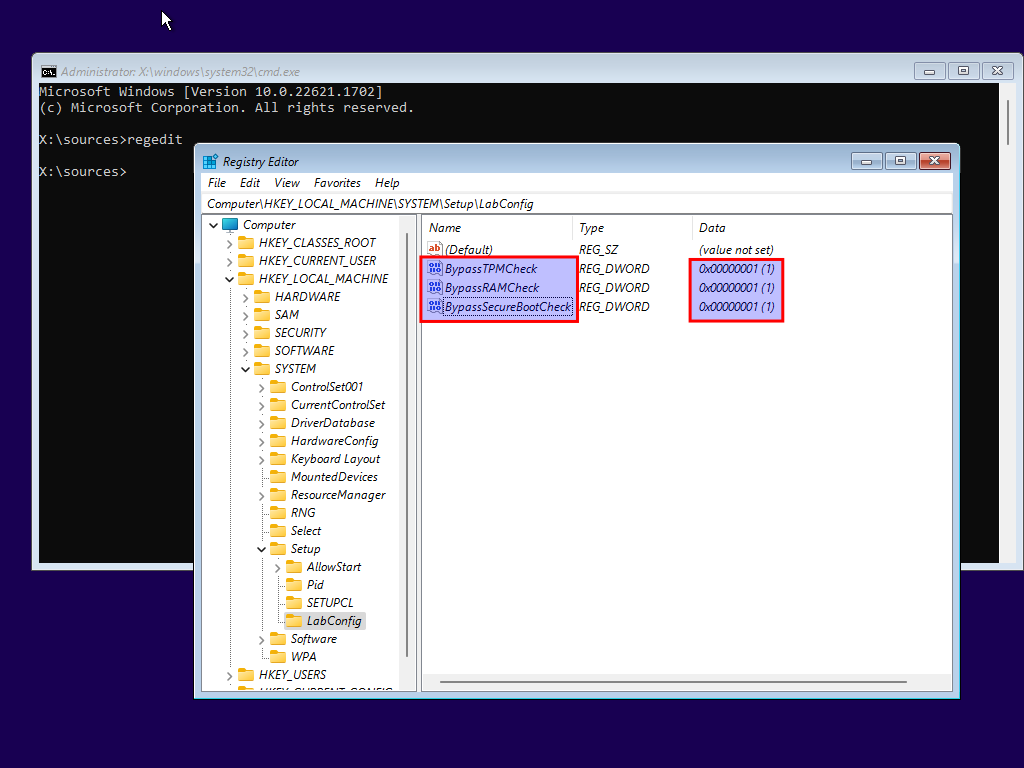 Administrator: X:\windows\system32\cmd.exe
Microsoft Windows [Version 10.0.22621.1702]
(c) Microsoft Corporation. All rights reserved.
X:\sources>regedit
X:\sources>
Registry Editor
File Edit View Favorites Help
Computer\HKEY_LOCAL_MACHINE\SYSTEM\Setup\LabConfig
Computer
HKEY_CLASSES_ROOT
HKEY_CURRENT_USER
HKEY_LOCAL_MACHINE
HARDWARE
SAM
SECURITY
SOFTWARE
SYSTEM
ControlSet001
CurrentControlSet
DriverDatabase
HardwareConfig
Keyboard Layout
MountedDevices
ResourceManager
RNG
Select
Setup
AllowStart
Pid
SETUPCL
LabConfig
Software
WPA
HKEY_USERS
HKEY_CURRENT_CONFIG
Name Type Data
(Default) REG_SZ (value not set)
BypassTPMCheck REG_DWORD 0x00000001 (1)
BypassRAMCheck REG_DWORD 0x00000001 (1)
BypassSecureBootCheck REG_DWORD 0x00000001 (1)